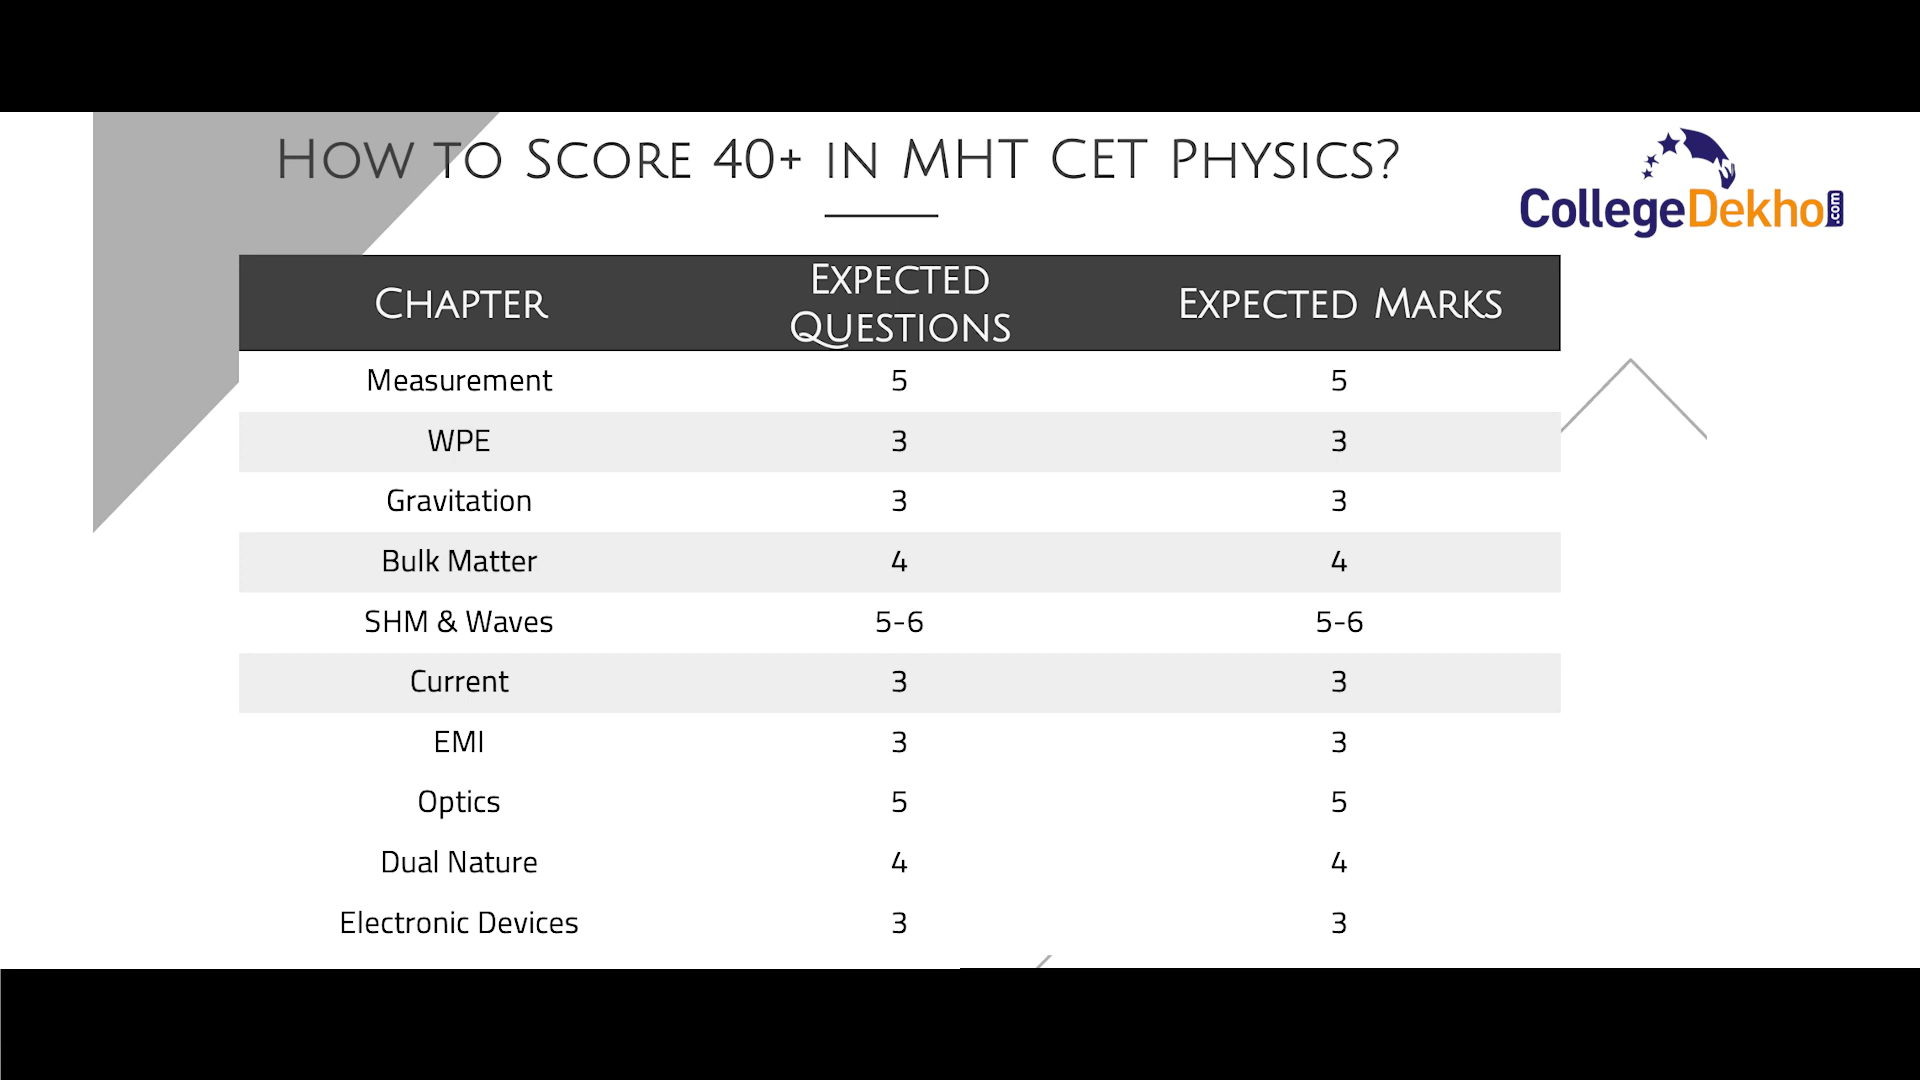 How to Score 40+ in MHT CET Physics?
CollegeDekho.com
Chapter Expected Questions Expected Marks
Measurement 5 5
WPE 3 3
Gravitation 3 3
Bulk Matter 4 4
SHM & Waves 5-6 5-6
Current 3 3
EMI 3 3
Optics 5 5
Dual Nature 4 4
Electronic Devices 3 3